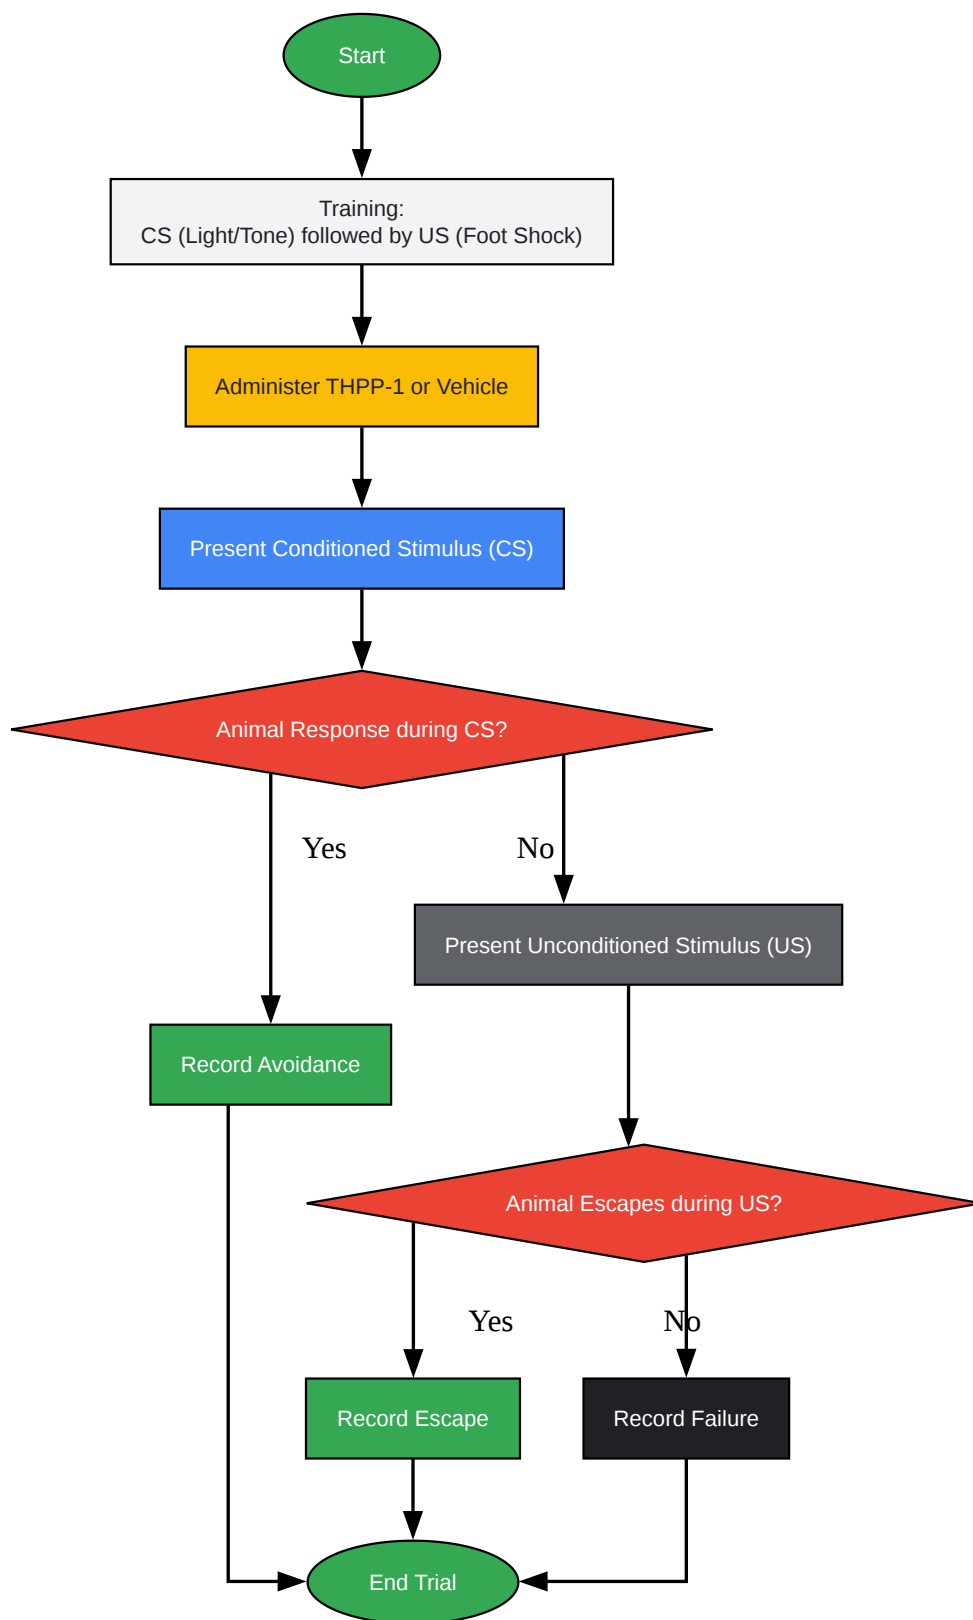 Start
Training:
CS (Light/Tone) followed by US (Foot Shock)
Administer THPP-1 or Vehicle
Present Conditioned Stimulus (CS)
Animal Response during CS?
Yes
No
Present Unconditioned Stimulus (US)
Record Avoidance
Animal Escapes during US?
Yes
No
Record Escape
Record Failure
End Trial